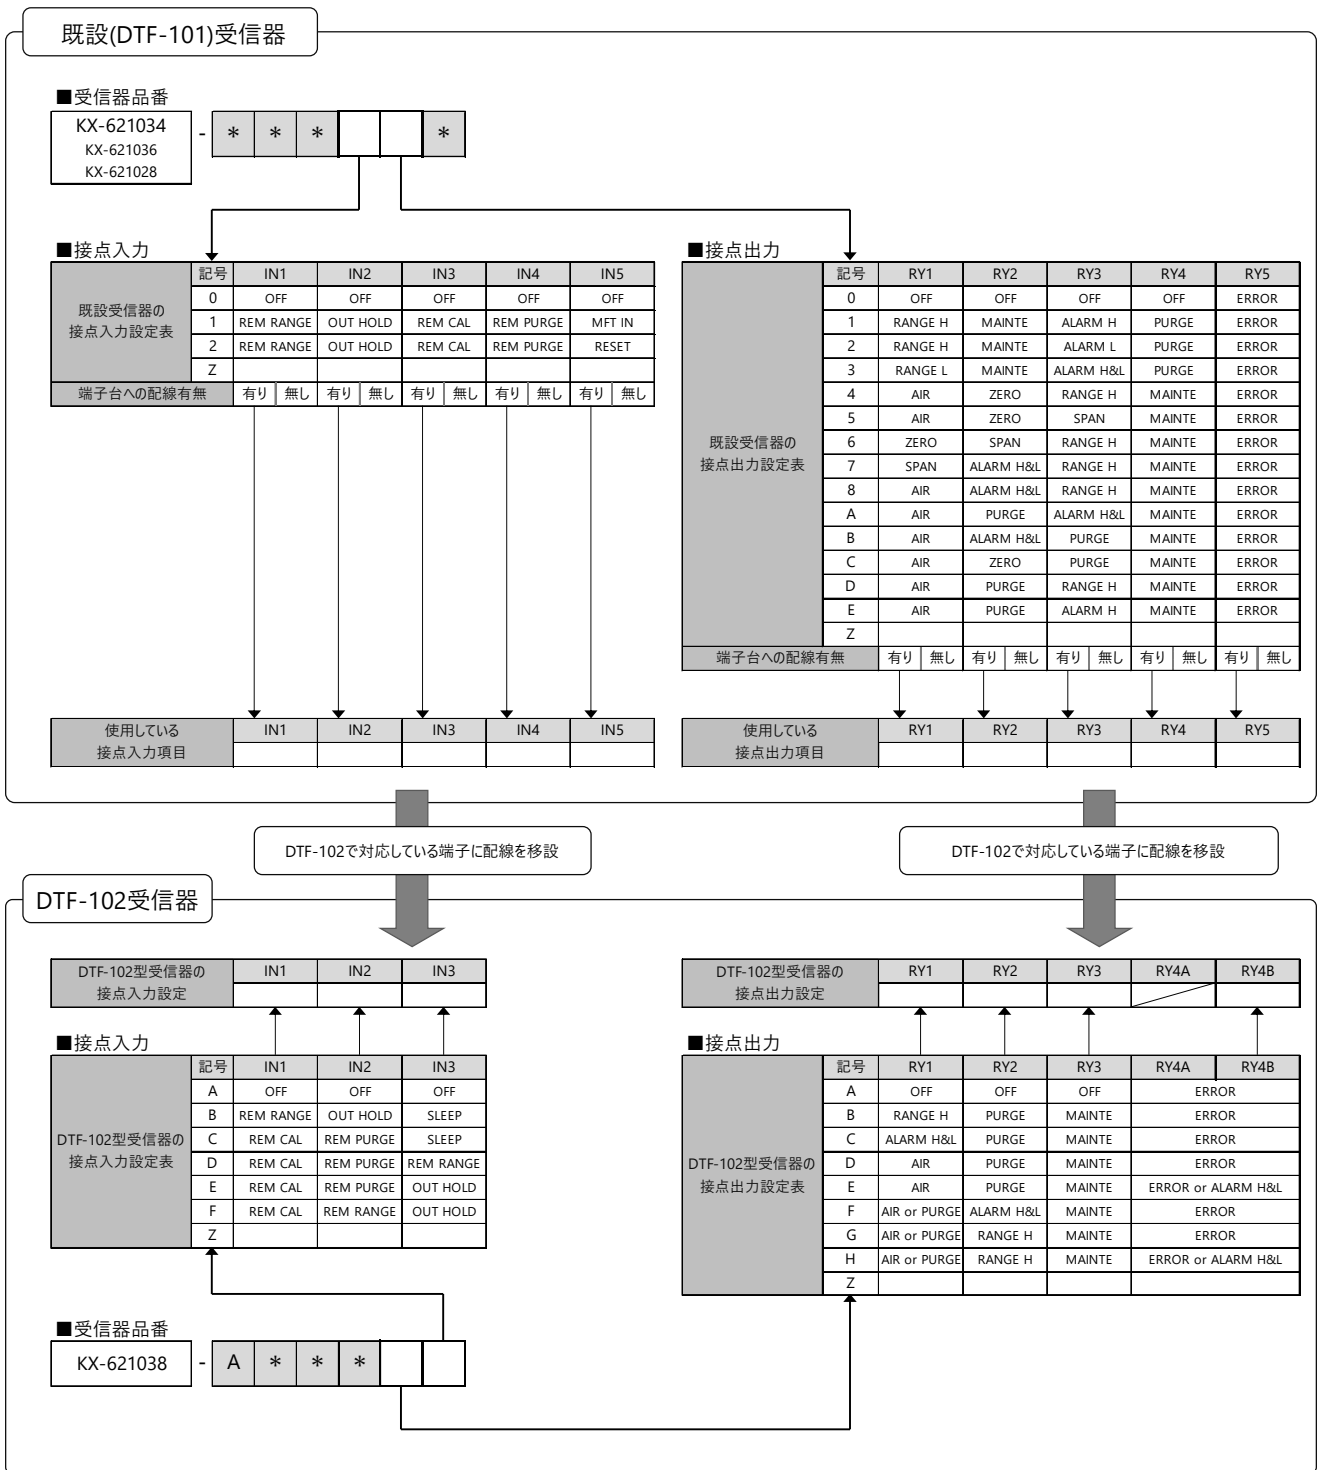 既設(DTF-101)受信器
■受信器品番
KX-621034
KX-621036
KX-621028
- * * * *
■接点入力
既設受信器の
接点入力設定表
記号 IN1 IN2 IN3 IN4 IN5
0 OFF OFF OFF OFF OFF
1 REM RANGE OUT HOLD REM CAL REM PURGE MFT IN
2 REM RANGE OUT HOLD REM CAL REM PURGE RESET
Z
端子台への配線有無 有り 無し 有り 無し 有り 無し 有り 無し 有り 無し
使用している
接点入力項目
IN1 IN2 IN3 IN4 IN5
■接点出力
既設受信器の
接点出力設定表
記号 RY1 RY2 RY3 RY4 RY5
0 OFF OFF OFF OFF ERROR
1 RANGE H MAINTE ALARM H PURGE ERROR
2 RANGE H MAINTE ALARM L PURGE ERROR
3 RANGE L MAINTE ALARM H&L PURGE ERROR
4 AIR ZERO RANGE H MAINTE ERROR
5 AIR ZERO SPAN MAINTE ERROR
6 ZERO SPAN RANGE H MAINTE ERROR
7 SPAN ALARM H&L RANGE H MAINTE ERROR
8 AIR ALARM H&L RANGE H MAINTE ERROR
A AIR PURGE ALARM H&L MAINTE ERROR
B AIR ALARM H&L PURGE MAINTE ERROR
C AIR ZERO PURGE MAINTE ERROR
D AIR PURGE RANGE H MAINTE ERROR
E AIR PURGE ALARM H MAINTE ERROR
Z
端子台への配線有無 有り 無し 有り 無し 有り 無し 有り 無し 有り 無し
使用している
接点出力項目
RY1 RY2 RY3 RY4 RY5
DTF-102で対応している端子に配線を移設
DTF-102で対応している端子に配線を移設
DTF-102受信器
DTF-102型受信器の
接点入力設定
IN1 IN2 IN3
■接点入力
DTF-102型受信器の
接点入力設定表
記号 IN1 IN2 IN3
A OFF OFF OFF
B REM RANGE OUT HOLD SLEEP
C REM CAL REM PURGE SLEEP
D REM CAL REM PURGE REM RANGE
E REM CAL REM PURGE OUT HOLD
F REM CAL REM RANGE OUT HOLD
Z
DTF-102型受信器の
接点出力設定
RY1 RY2 RY3 RY4A RY4B
■接点出力
DTF-102型受信器の
接点出力設定表
記号 RY1 RY2 RY3 RY4A RY4B
A OFF OFF OFF ERROR
B RANGE H PURGE MAINTE ERROR
C ALARM H&L PURGE MAINTE ERROR
D AIR PURGE MAINTE ERROR
E AIR PURGE MAINTE ERROR or ALARM H&L
F AIR or PURGE ALARM H&L MAINTE ERROR
G AIR or PURGE RANGE H MAINTE ERROR
H AIR or PURGE RANGE H MAINTE ERROR or ALARM H&L
Z
■受信器品番
KX-621038 - A * * *